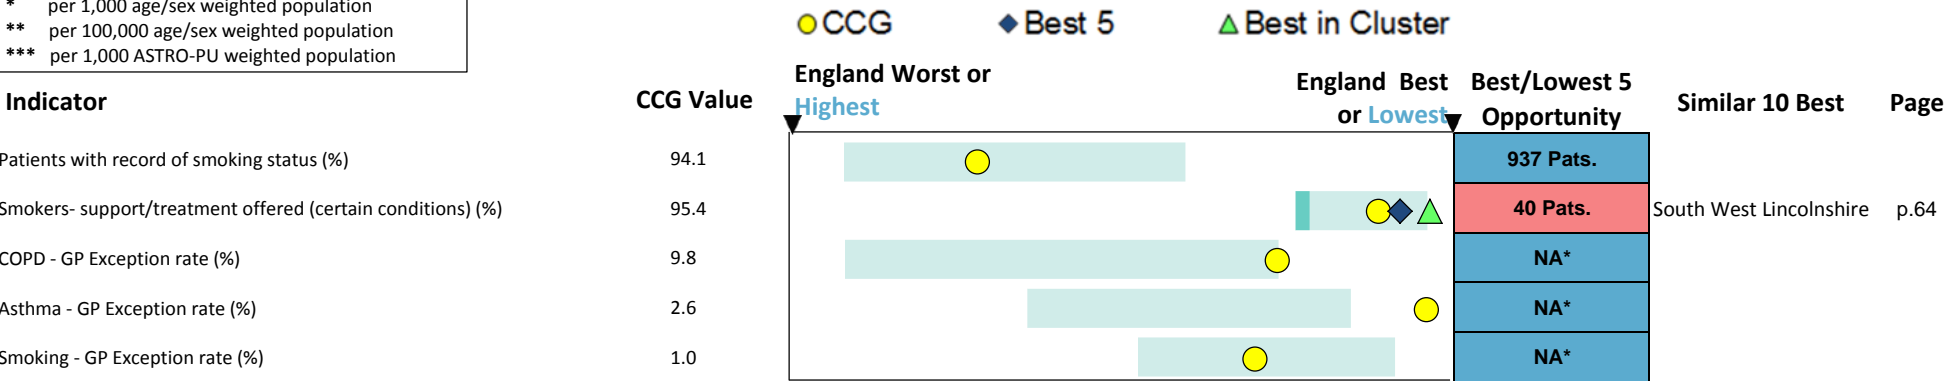 * per 1,000 age/sex weighted population
** per 100,000 age/sex weighted population
*** per 1,000 ASTRO-PU weighted population
CCG Best 5 Best in Cluster
Indicator CCG Value England Worst or Highest England Best or Lowest Best/Lowest 5 Opportunity Similar 10 Best Page
Patients with record of smoking status (%) 94.1 937 Pats.
Smokers- support/treatment offered (certain conditions) (%) 95.4 40 Pats. South West Lincolnshire p.64
COPD - GP Exception rate (%) 9.8 NA*
Asthma - GP Exception rate (%) 2.6 NA*
Smoking - GP Exception rate (%) 1.0 NA*